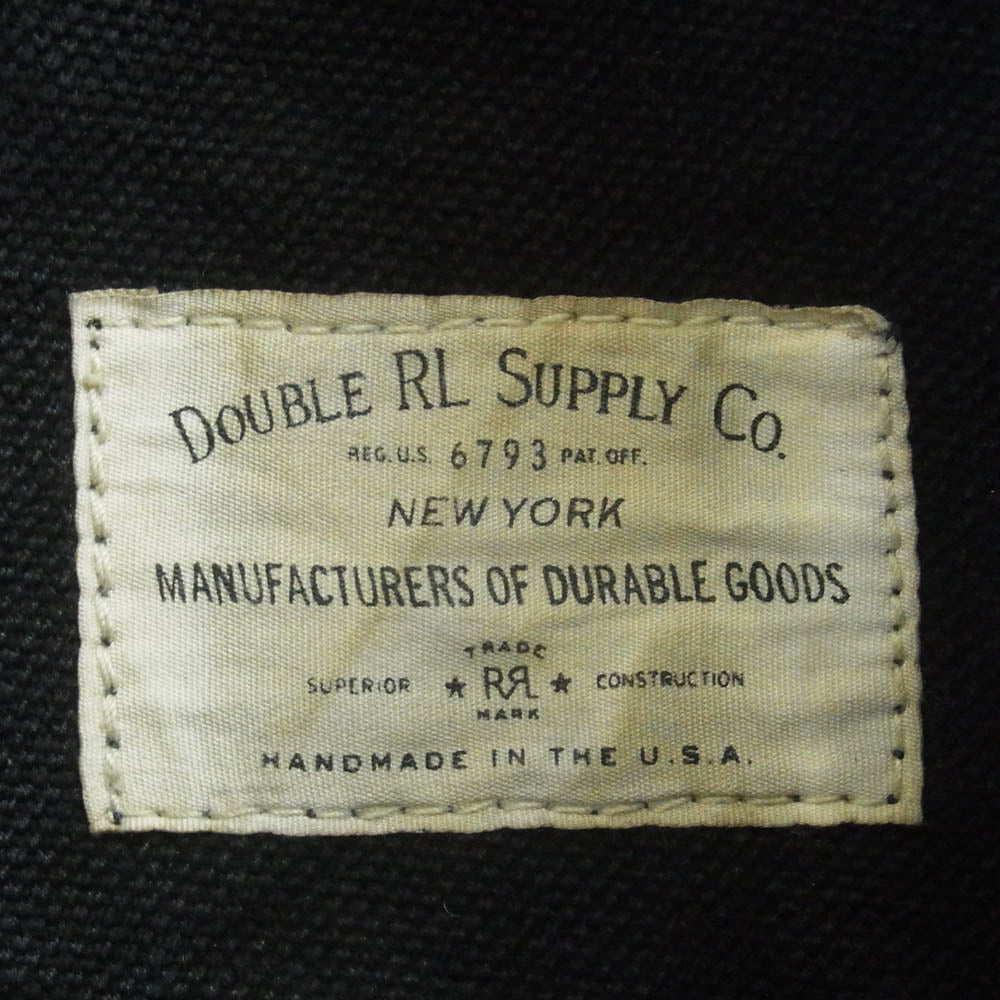 DOUBLE RL SUPPLY CO.
REG. U.S. 6793 PAT. OFF.
NEW YORK
MANUFACTURERS OF DURABLE GOODS
TRADE
SUPERIOR ★ RR ★ CONSTRUCTION
MARK
HANDMADE IN THE U.S.A.